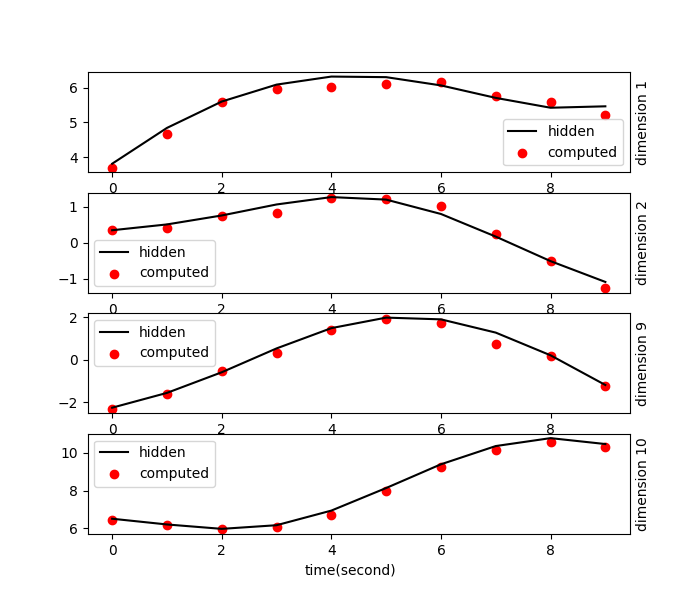 6
5
4
0 2 4 6 8
hidden
computed
dimension 1
1
0
−1
0 2 4 6 8
hidden
computed
dimension 2
2
0
−2
0 2 4 6 8
hidden
computed
dimension 9
10
8
6
0 2 4 6 8
hidden
computed
dimension 10
time(second)